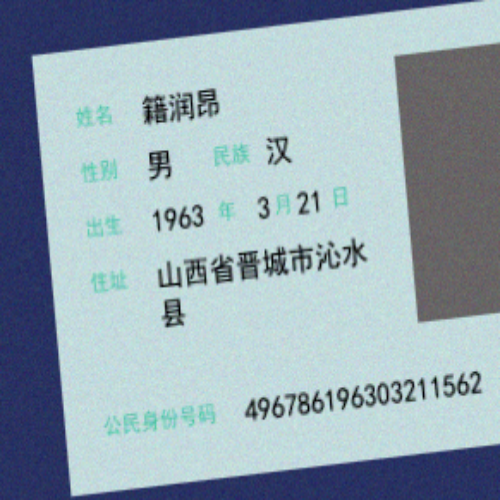 姓名 籍润昂
性别 男 民族 汉
出生 1963 年 3 月 21 日
住址 山西省晋城市沁水
县
公民身份号码 496786196303211562